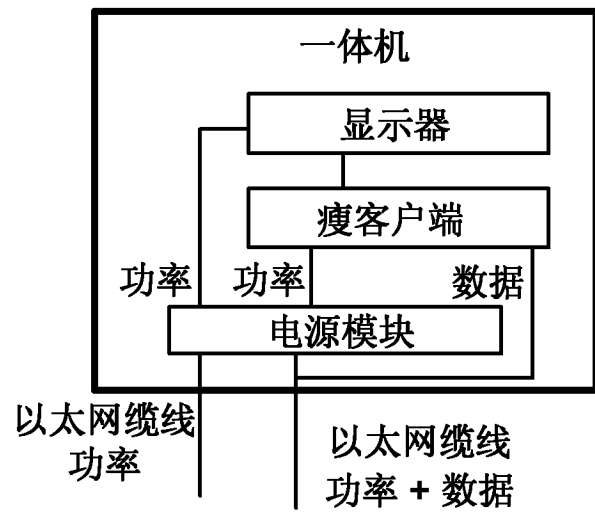 一体机
显示器
瘦客户端
功率
功率
数据
电源模块
以太网缆线
功率
以太网缆线
功率 + 数据